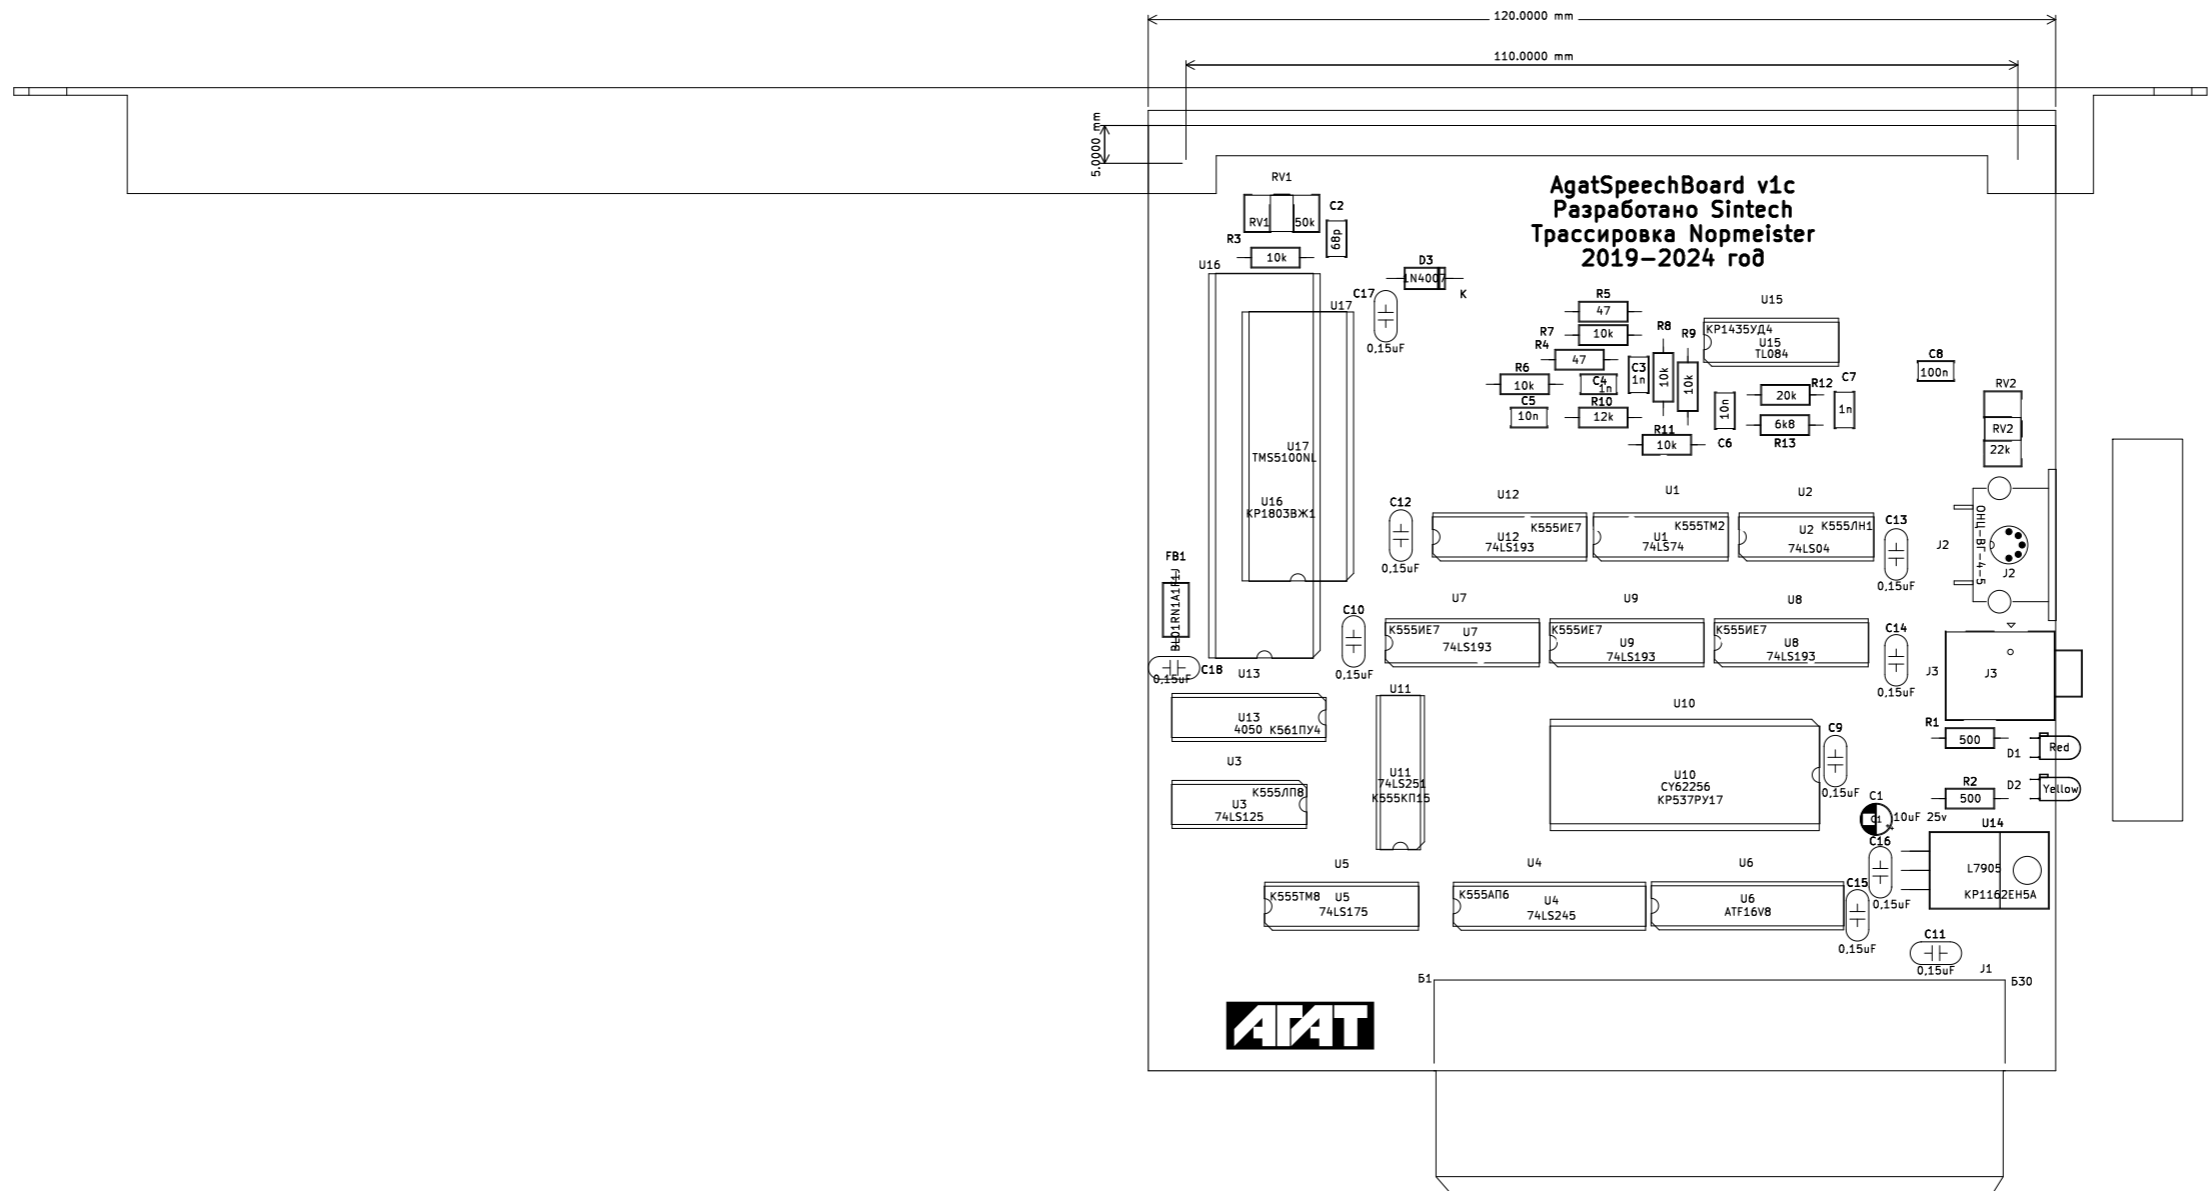 120.0000 mm
110.0000 mm
5.0000 mm
AgatSpeechBoard v1c
Разработано Sintech
Трассировка Nopmeister
2019-2024 год
RV1
RV1
50k
C2
68p
R3
10k
U16
D3
1N4007
K
C17
0,15uF
U17
U17
TMS5100NL
U16
КР1803ВЖ1
R5
47
R7
10k
R4
47
R6
10k
C4
1n
C3
1n
R8
10k
R9
10k
C5
10n
R10
12k
R11
10k
U15
КР1435УД4
U15
TL084
C6
10n
R12
20k
6k8
R13
C7
1n
C8
100n
RV2
RV2
22k
C12
0,15uF
U12
К555ИЕ7
U12
74LS193
U1
К555ТМ2
U1
74LS74
U2
К555ЛН1
U2
74LS04
C13
0,15uF
J2
ОНЦ-ВГ-4-5
J2
FB1
BL01RN1A1F1J
C18
0,15uF
C10
0,15uF
U7
К555ИЕ7
U7
74LS193
U9
К555ИЕ7
U9
74LS193
U8
К555ИЕ7
U8
74LS193
C14
0,15uF
J3
J3
U13
U13
4050 К561ПУ4
U11
U11
74LS251
К555КП15
U10
U10
CY62256
КР537РУ17
C9
0,15uF
R1
500
D1
Red
R2
500
D2
Yellow
U3
К555ЛП8
U3
74LS125
C1
C1
10uF 25v
U14
L7905
КР1162ЕН5А
C16
0,15uF
U5
К555ТМ8
U5
74LS175
U4
К555АП6
U4
74LS245
U6
U6
ATF16V8
C15
0,15uF
C11
0,15uF
J1
Б1
Б30
АГАТ